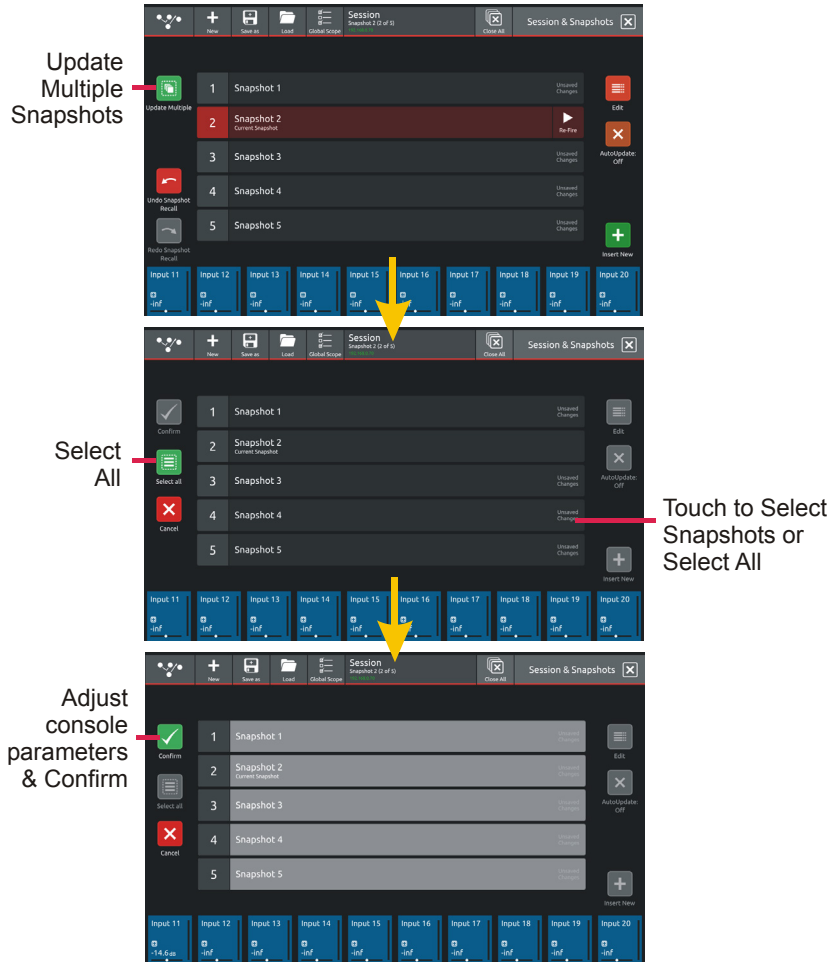 Update
Multiple
Snapshots
New
Save as
Load
Global Scope
Session
Snapshot 2 (2 of 5)
Close All
Session & Snapshots
Update Multiple
1 Snapshot 1 Unsaved
Changes
Edit
2 Snapshot 2
Current Snapshot
Re-Fire
AutoUpdate:
Off
3 Snapshot 3 Unsaved
Changes
Undo Snapshot
Recall
4 Snapshot 4 Unsaved
Changes
Redo Snapshot
Recall
5 Snapshot 5 Unsaved
Changes
Insert New
Input 11 Input 12 Input 13 Input 14 Input 15 Input 16 Input 17 Input 18 Input 19 Input 20
-inf -inf -inf -inf -inf -inf -inf -inf -inf -inf
New
Save as
Load
Global Scope
Session
Snapshot 2 (2 of 5)
Close All
Session & Snapshots
Select
All
Confirm
1 Snapshot 1 Unsaved
Changes
Edit
2 Snapshot 2
Current Snapshot
Select all
3 Snapshot 3 Unsaved
Changes
AutoUpdate:
Off
Cancel
4 Snapshot 4 Unsaved
Changes
5 Snapshot 5 Unsaved
Changes
Insert New
Touch to Select
Snapshots or
Select All
Input 11 Input 12 Input 13 Input 14 Input 15 Input 16 Input 17 Input 18 Input 19 Input 20
-inf -inf -inf -inf -inf -inf -inf -inf -inf
New
Save as
Load
Global Scope
Session
Snapshot 2 (2 of 5)
Close All
Session & Snapshots
Adjust
console
parameters
& Confirm
Confirm
1 Snapshot 1 Unsaved
Changes
Edit
2 Snapshot 2
Current Snapshot
Unsaved
Changes
Select all
3 Snapshot 3 Unsaved
Changes
AutoUpdate:
Off
Cancel
4 Snapshot 4 Unsaved
Changes
5 Snapshot 5 Unsaved
Changes
Insert New
Input 11 Input 12 Input 13 Input 14 Input 15 Input 16 Input 17 Input 18 Input 19 Input 20
-14.6dB -inf -inf -inf -inf -inf -inf -inf -inf -inf